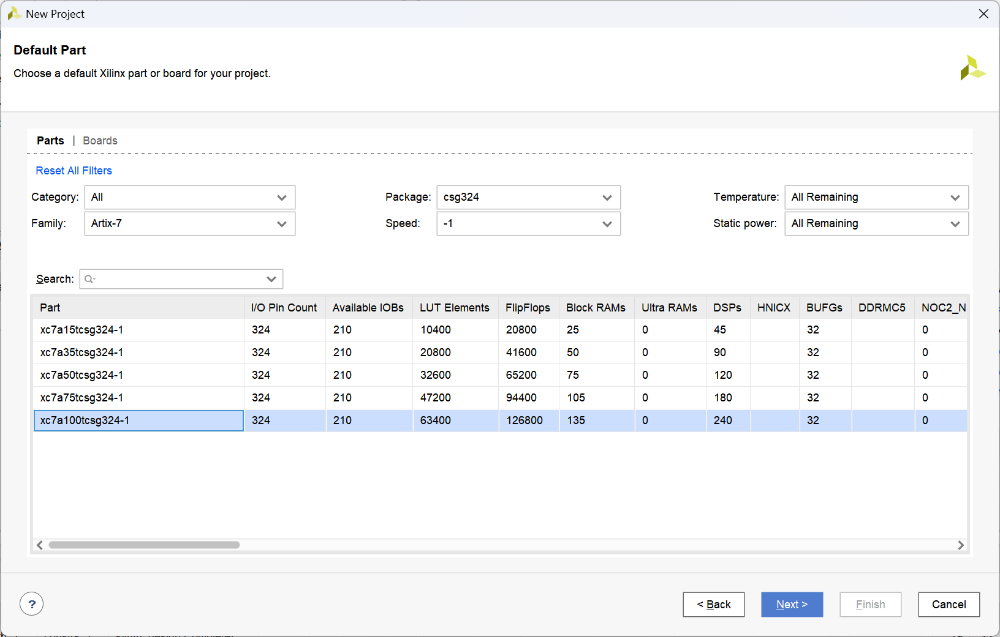 New Project
Default Part
Choose a default Xilinx part or board for your project.
Parts | Boards
Reset All Filters
Category: All Package: csg324 Temperature: All Remaining
Family: Artix-7 Speed: -1 Static power: All Remaining
Search:
Part I/O Pin Count Available IOBs LUT Elements FlipFlops Block RAMs Ultra RAMs DSPs HNICX BUFGs DDRMC5 NOC2_N
xc7a15tcsg324-1 324 210 10400 20800 25 0 45 32 0
xc7a35tcsg324-1 324 210 20800 41600 50 0 90 32 0
xc7a50tcsg324-1 324 210 32600 65200 75 0 120 32 0
xc7a75tcsg324-1 324 210 47200 94400 105 0 180 32 0
xc7a100tcsg324-1 324 210 63400 126800 135 0 240 32 0
? < Back Next > Finish Cancel